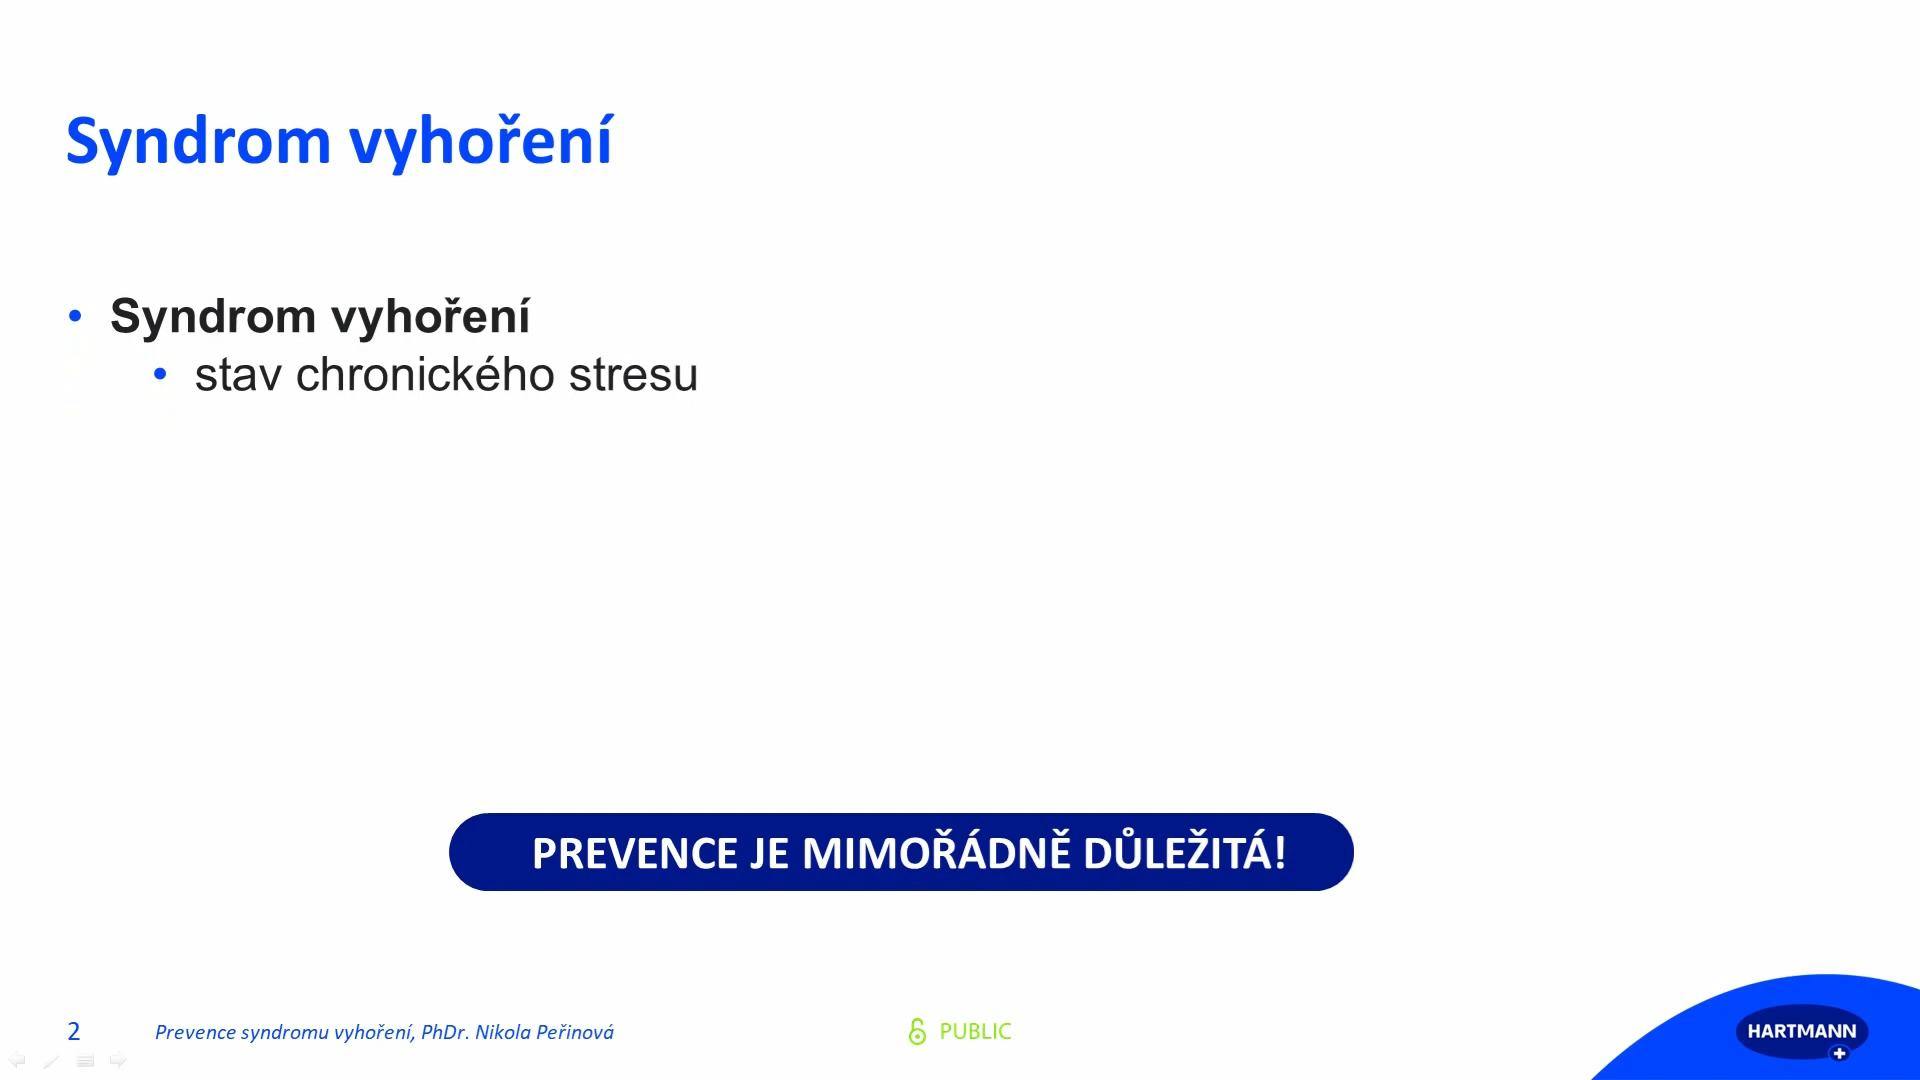 Syndrom vyhoření
• Syndrom vyhoření
• stav chronického stresu
PREVENCE JE MIMOŘÁDNĚ DŮLEŽITÁ!
2
Prevence syndromu vyhoření, PhDr. Nikola Peřinová
PUBLIC
HARTMANN